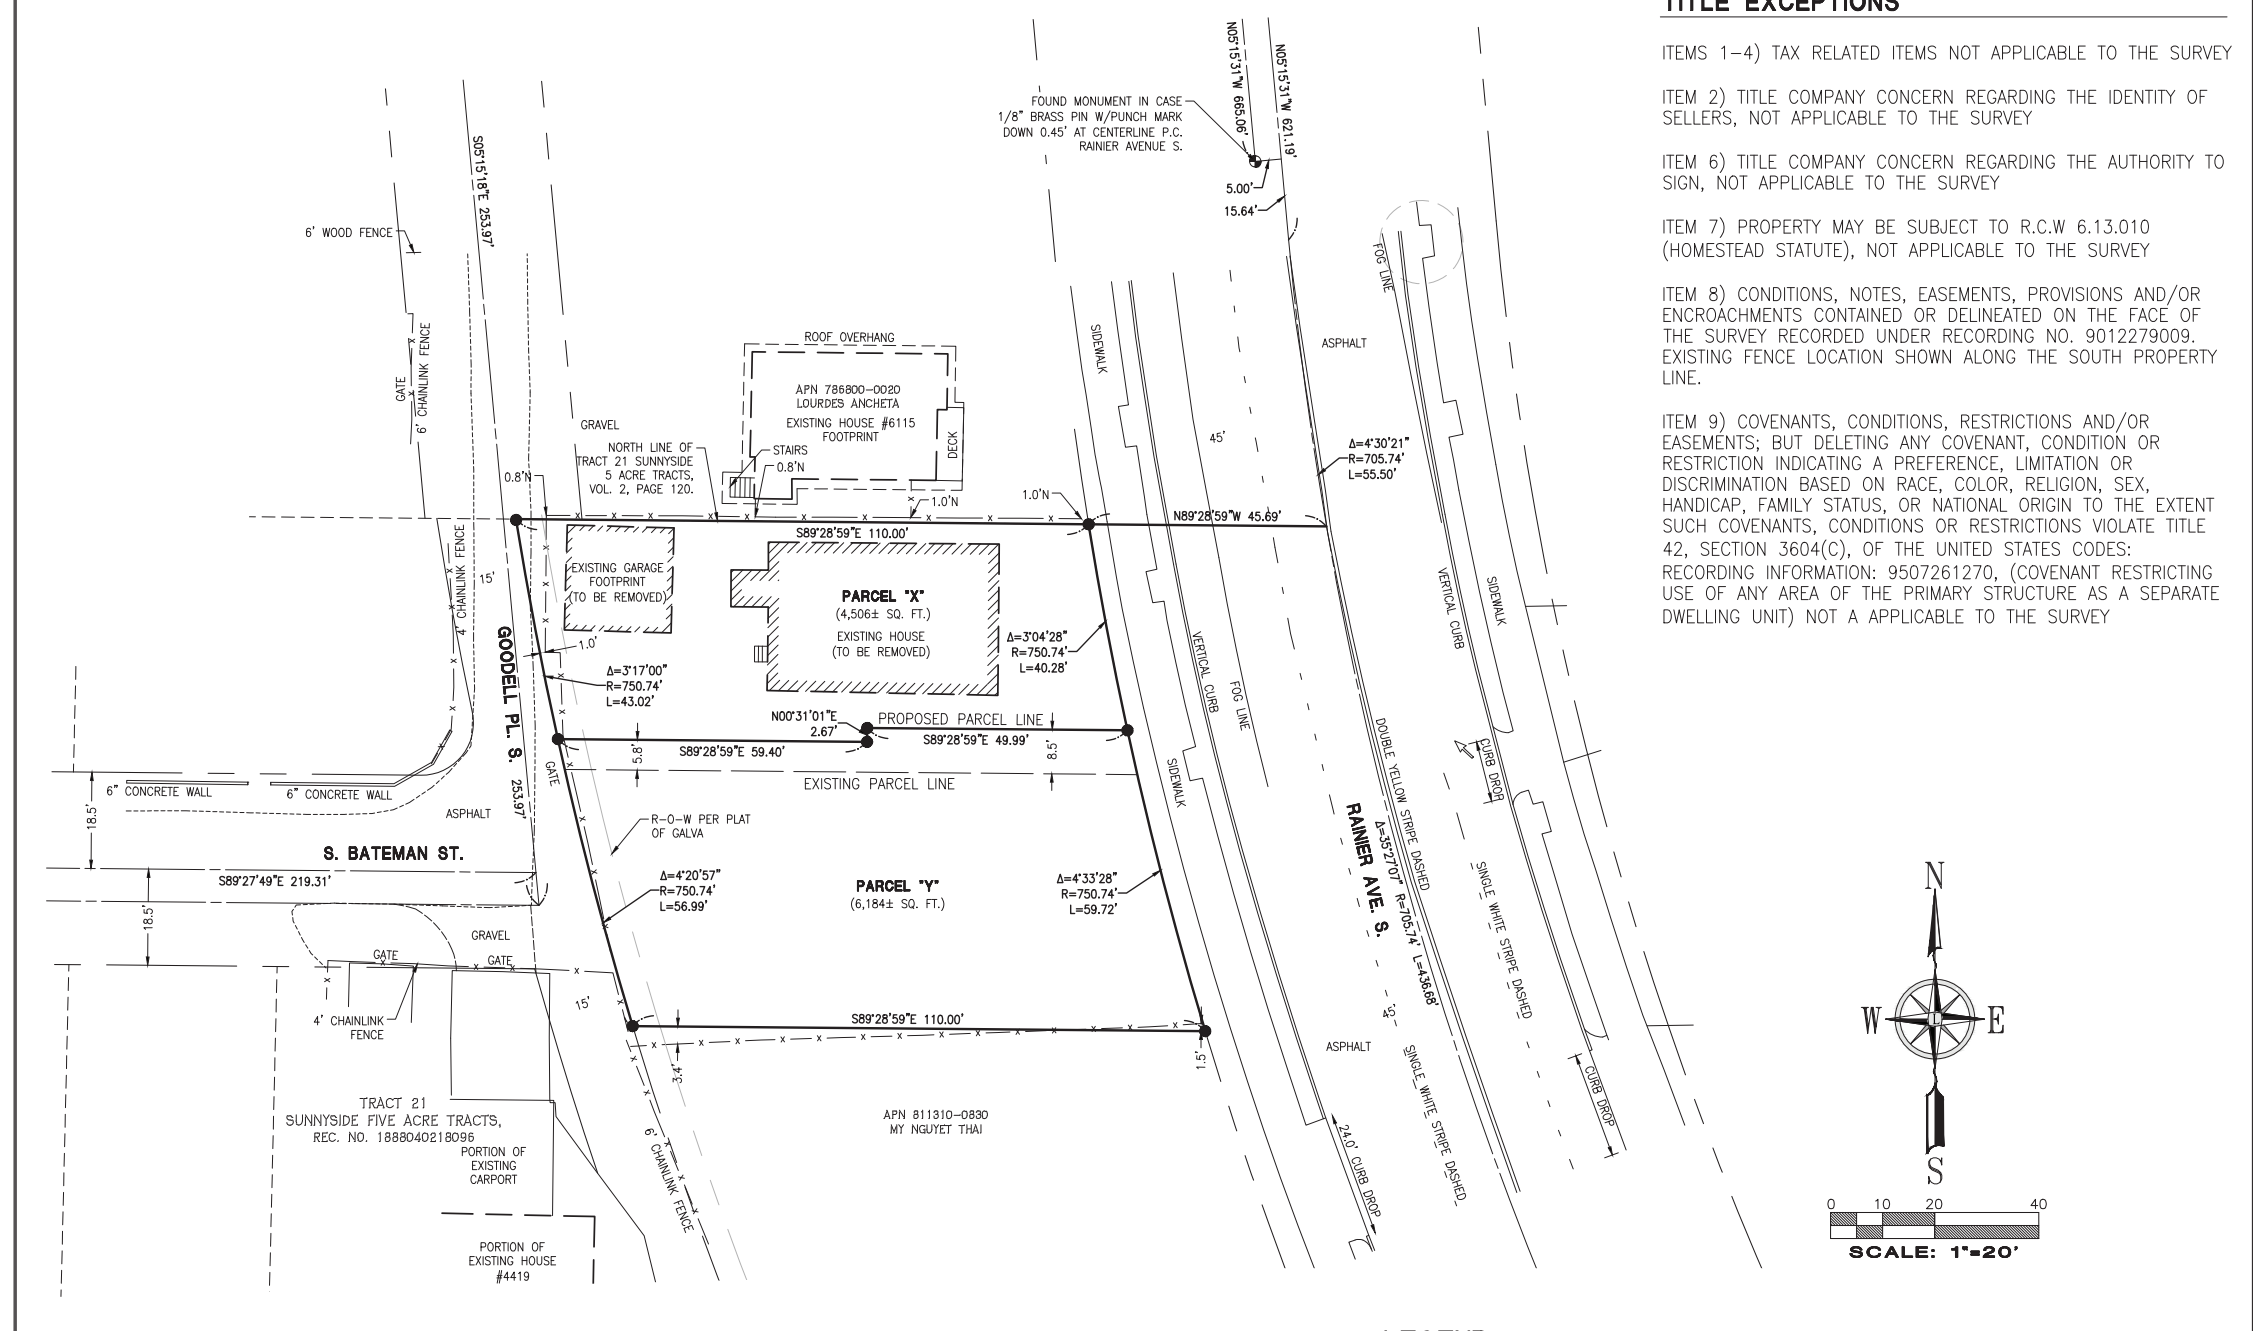 TITLE EXCEPTIONS
ITEMS 1-4) TAX RELATED ITEMS NOT APPLICABLE TO THE SURVEY
ITEM 2) TITLE COMPANY CONCERN REGARDING THE IDENTITY OF
SELLERS, NOT APPLICABLE TO THE SURVEY
ITEM 6) TITLE COMPANY CONCERN REGARDING THE AUTHORITY TO
SIGN, NOT APPLICABLE TO THE SURVEY
ITEM 7) PROPERTY MAY BE SUBJECT TO R.C.W 6.13.010
(HOMESTEAD STATUTE), NOT APPLICABLE TO THE SURVEY
ITEM 8) CONDITIONS, NOTES, EASEMENTS, PROVISIONS AND/OR
ENCROACHMENTS CONTAINED OR DELINEATED ON THE FACE OF
THE SURVEY RECORDED UNDER RECORDING NO. 9012279009.
EXISTING FENCE LOCATION SHOWN ALONG THE SOUTH PROPERTY
LINE.
ITEM 9) COVENANTS, CONDITIONS, RESTRICTIONS AND/OR
EASEMENTS; BUT DELETING ANY COVENANT, CONDITION OR
RESTRICTION INDICATING A PREFERENCE, LIMITATION OR
DISCRIMINATION BASED ON RACE, COLOR, RELIGION, SEX,
HANDICAP, FAMILY STATUS, OR NATIONAL ORIGIN TO THE EXTENT
SUCH COVENANTS, CONDITIONS OR RESTRICTIONS VIOLATE TITLE
42, SECTION 3604(C), OF THE UNITED STATES CODES:
RECORDING INFORMATION: 9507261270, (COVENANT RESTRICTING
USE OF ANY AREA OF THE PRIMARY STRUCTURE AS A SEPARATE
DWELLING UNIT) NOT A APPLICABLE TO THE SURVEY
N05°15'31"W 665.06'
N05°15'31"W 621.19'
FOUND MONUMENT IN CASE
1/8" BRASS PIN W/PUNCH MARK
DOWN 0.45' AT CENTERLINE P.C.
RAINIER AVENUE S.
5.00'
15.64'
S05°15'18"E 253.97'
6' WOOD FENCE
GATE
6' CHAINLINK FENCE
FOG LINE
SIDEWALK
ASPHALT
ROOF OVERHANG
APN 786800-0020
LOURDES ANCHETA
EXISTING HOUSE #6115
FOOTPRINT
DECK
GRAVEL
NORTH LINE OF
TRACT 21 SUNNYSIDE
5 ACRE TRACTS,
VOL. 2, PAGE 120.
STAIRS
0.8'N
0.8'N
1.0'N
1.0'N
45'
Δ=4°30'21"
R=705.74'
L=55.50'
N89°28'59"W 45.69'
S89°28'59"E 110.00'
4' CHAINLINK FENCE
15'
EXISTING GARAGE
FOOTPRINT
(TO BE REMOVED)
PARCEL "X"
(4,506± SQ. FT.)
EXISTING HOUSE
(TO BE REMOVED)
Δ=3°04'28"
R=750.74'
L=40.28'
1.0'
Δ=3°17'00"
R=750.74'
L=43.02'
GOODELL PL. S.
253.97'
N00°31'01"E
2.67'
PROPOSED PARCEL LINE
S89°28'59"E 49.99'
S89°28'59"E 59.40'
5.8'
8.5'
EXISTING PARCEL LINE
GATE
VERTICAL CURB
FOG LINE
SIDEWALK
VERTICAL CURB
SIDEWALK
CURB DROP
DOUBLE YELLOW STRIPE DASHED
RAINIER AVE. S.
Δ=35°27'07" R=705.74' L=436.68'
SINGLE WHITE STRIPE DASHED
6" CONCRETE WALL
6" CONCRETE WALL
ASPHALT
18.5'
S. BATEMAN ST.
S89°27'49"E 219.31'
18.5'
R-O-W PER PLAT
OF GALVA
Δ=4°20'57"
R=750.74'
L=56.99'
PARCEL "Y"
(6,184± SQ. FT.)
Δ=4°33'28"
R=750.74'
L=59.72'
GRAVEL
GATE
GATE
15'
4' CHAINLINK
FENCE
S89°28'59"E 110.00'
3.4'
1.5'
45'
ASPHALT
SINGLE WHITE STRIPE DASHED
CURB DROP
24.0' CURB DROP
TRACT 21
SUNNYSIDE FIVE ACRE TRACTS,
REC. NO. 1888040218096
PORTION OF
EXISTING
CARPORT
6' CHAINLINK FENCE
APN 811310-0830
MY NGUYET THAI
PORTION OF
EXISTING HOUSE
#4419
N
W
L
E
S
0 10 20 40
SCALE: 1"=20'